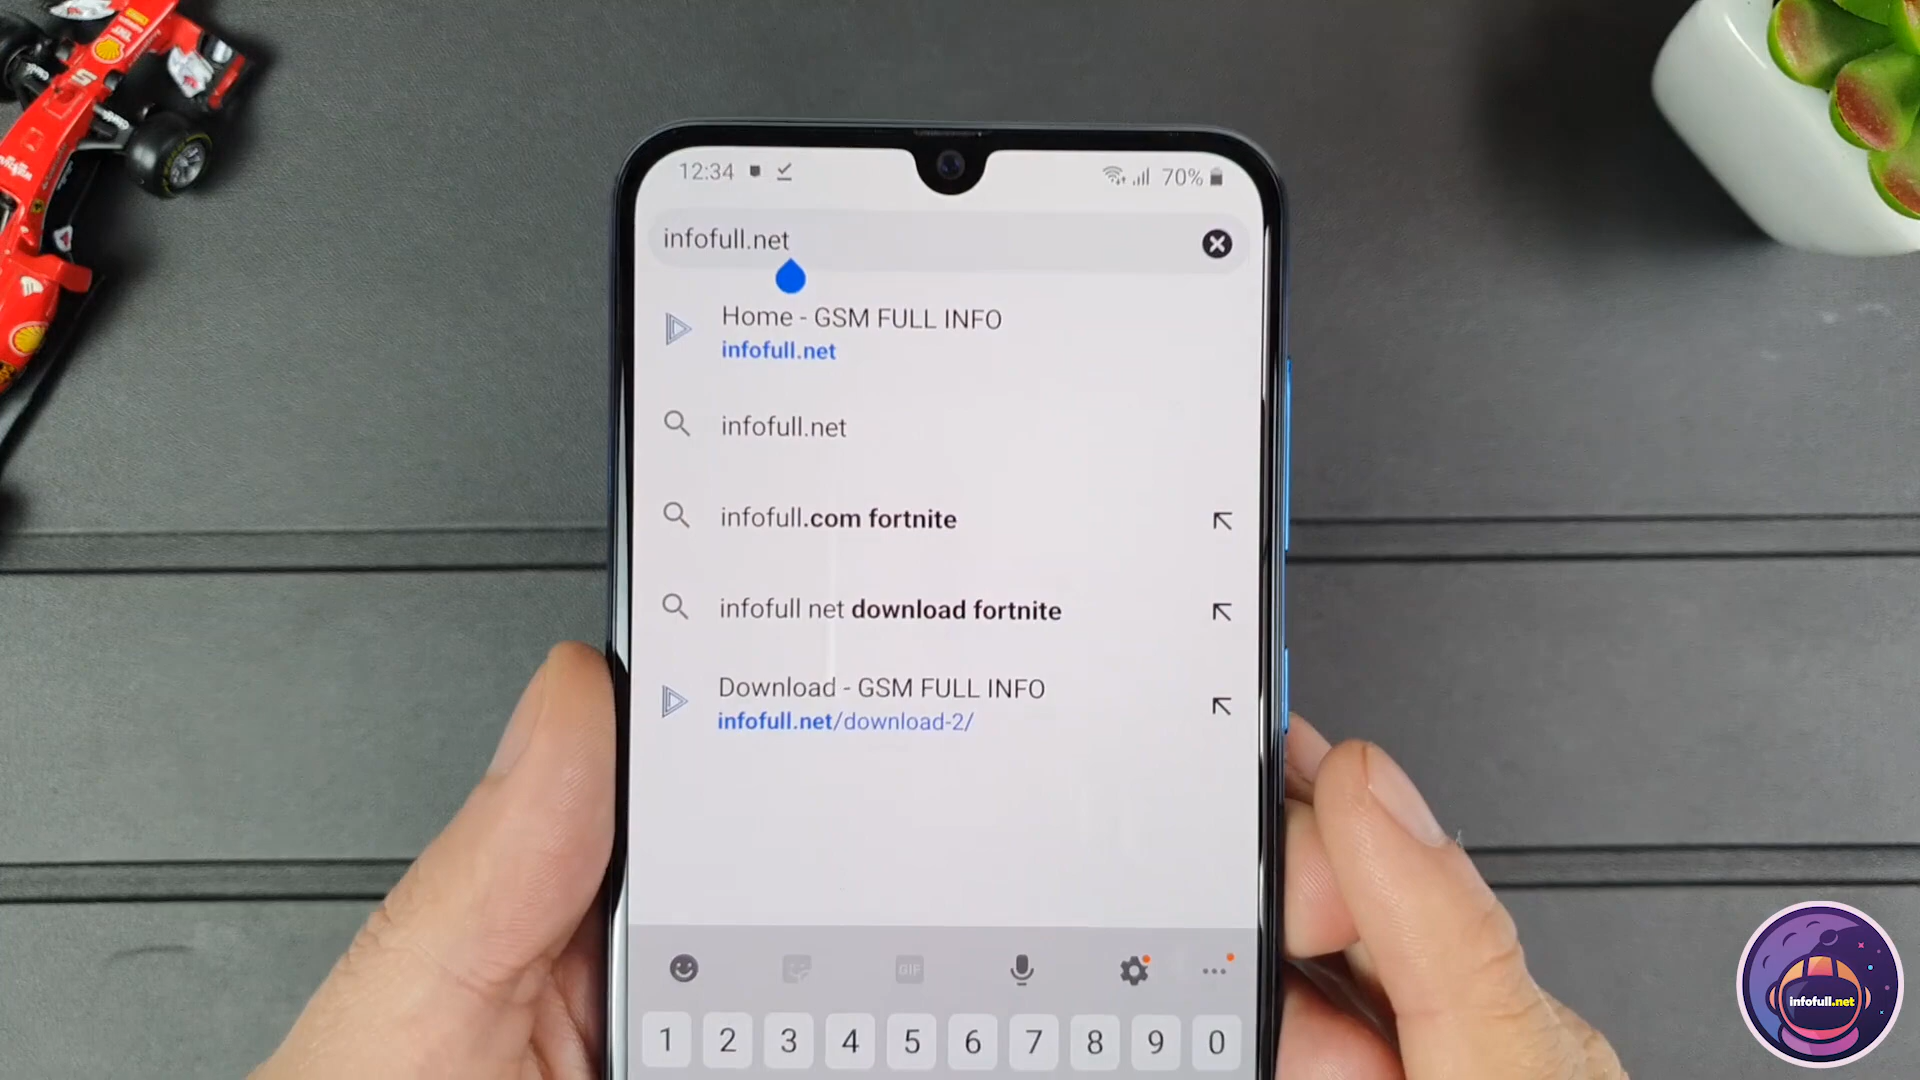 12:34
70%
infofull.net
Home - GSM FULL INFO
infofull.net
infofull.net
infofull.com fortnite
infofull net download fortnite
Download - GSM FULL INFO
infofull.net/download-2/
GIF
1 2 3 4 5 6 7 8 9 0
infofull.net
5